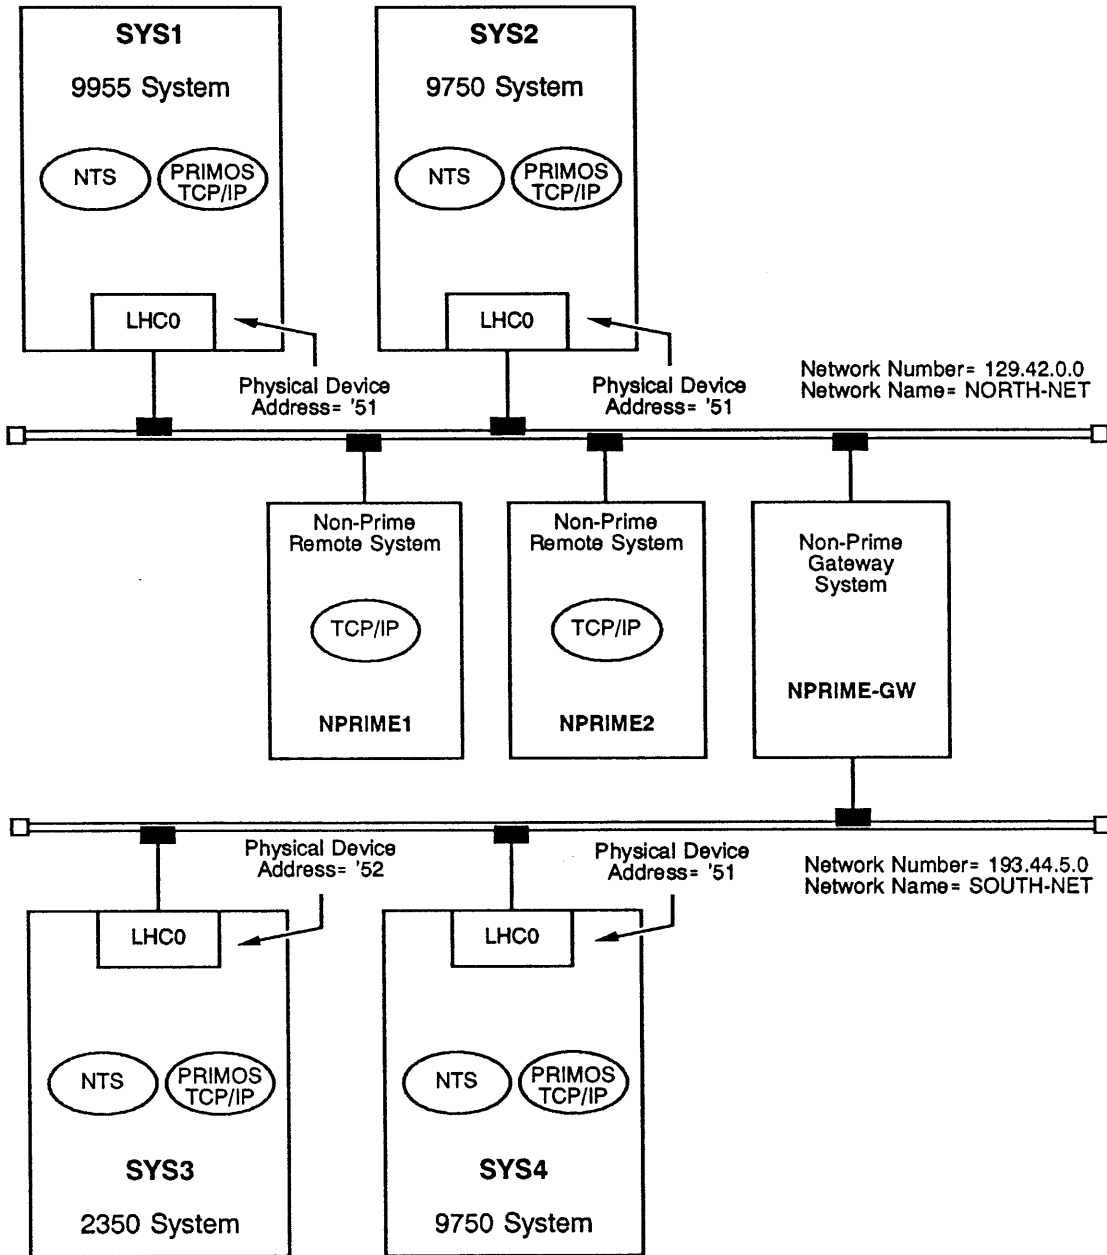 SYS1
9955 System
NTS
PRIMOS
TCP/IP
LHC0
Physical Device
Address= '51
SYS2
9750 System
NTS
PRIMOS
TCP/IP
LHC0
Physical Device
Address= '51
Network Number= 129.42.0.0
Network Name= NORTH-NET
Non-Prime
Remote System
TCP/IP
NPRIME1
Non-Prime
Remote System
TCP/IP
NPRIME2
Non-Prime
Gateway
System
NPRIME-GW
Physical Device
Address= '52
Physical Device
Address= '51
Network Number= 193.44.5.0
Network Name= SOUTH-NET
LHC0
NTS
PRIMOS
TCP/IP
SYS3
2350 System
LHC0
NTS
PRIMOS
TCP/IP
SYS4
9750 System